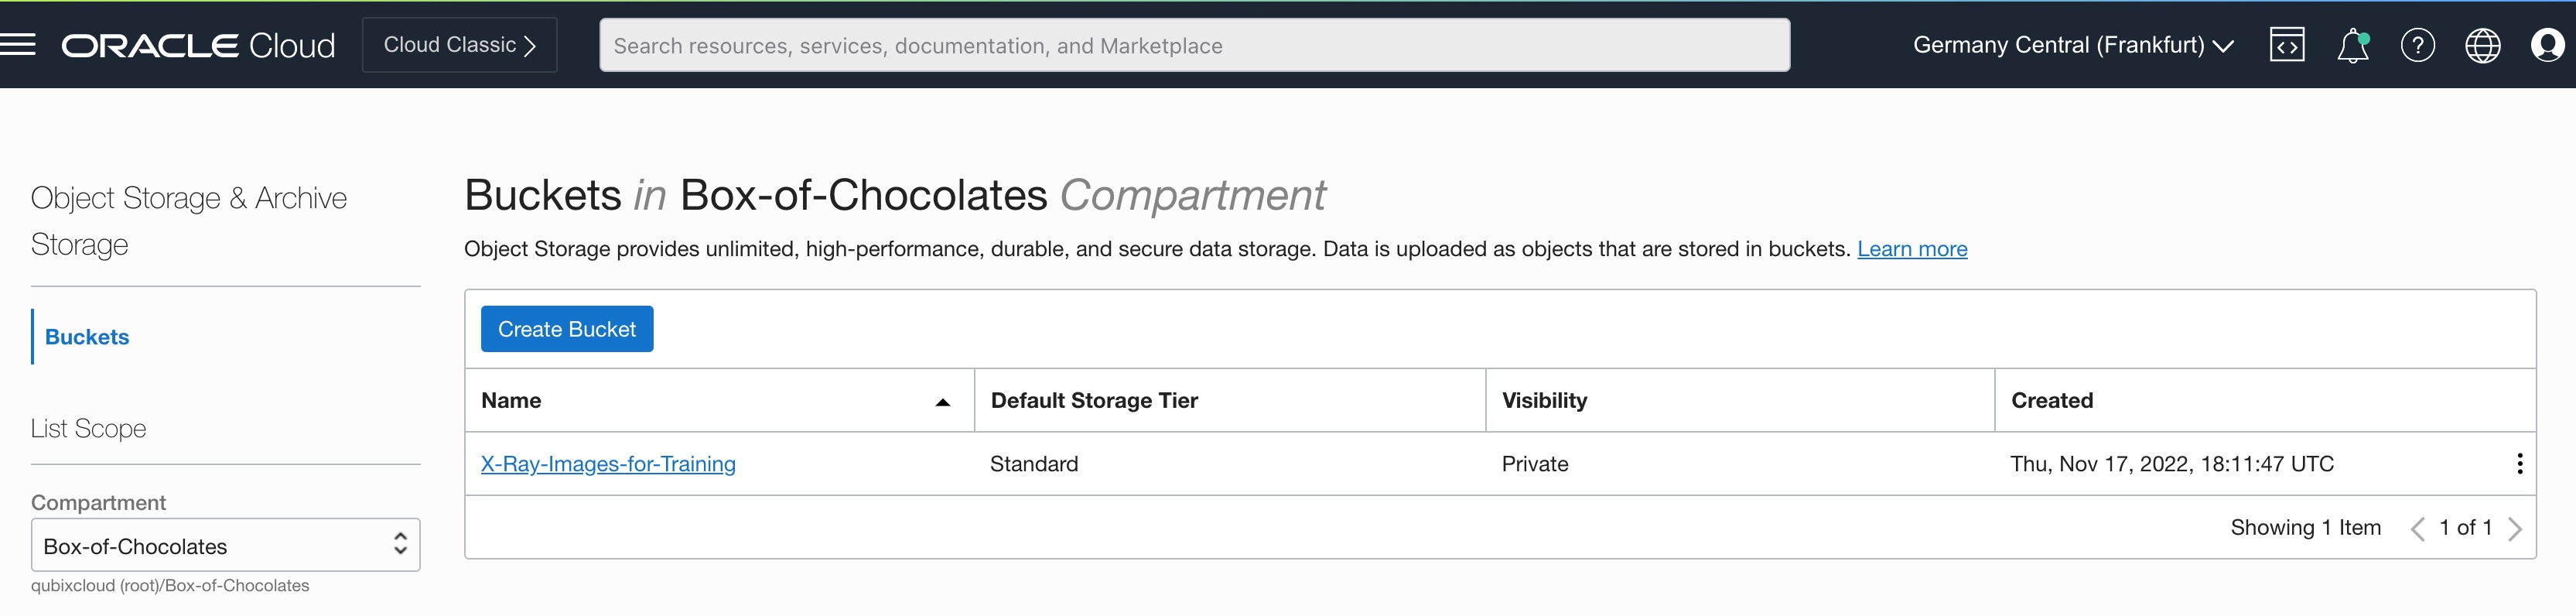 ORACLE Cloud
Cloud Classic
Search resources, services, documentation, and Marketplace
Germany Central (Frankfurt)
Object Storage & Archive
Storage
Buckets
List Scope
Compartment
Box-of-Chocolates
qubixcloud (root)/Box-of-Chocolates
Buckets in Box-of-Chocolates Compartment
Object Storage provides unlimited, high-performance, durable, and secure data storage. Data is uploaded as objects that are stored in buckets. Learn more
Create Bucket
Name Default Storage Tier Visibility Created
X-Ray-Images-for-Training Standard Private Thu, Nov 17, 2022, 18:11:47 UTC
Showing 1 Item 1 of 1